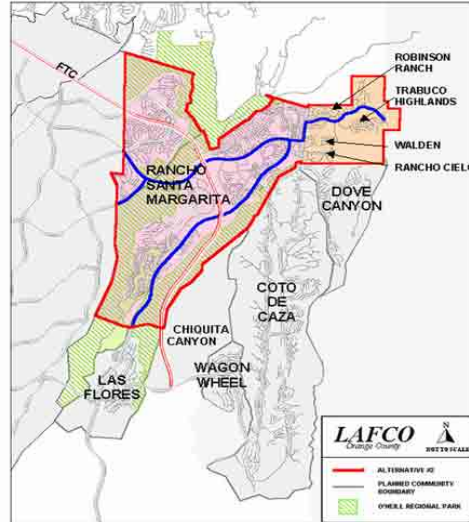 FTC
ROBINSON
RANCH
TRABUCO
HIGHLANDS
WALDEN
RANCHO CIELO
RANCHO
SANTA
MARGARITA
DOVE
CANYON
COTO
DE
CAZA
CHIQUITA
CANYON
WAGON
WHEEL
LAS
FLORES
LAFCO
Orange County
N
NOT TO SCALE
ALTERNATIVE #2
PLANNED COMMUNITY
BOUNDARY
O'NEILL REGIONAL PARK